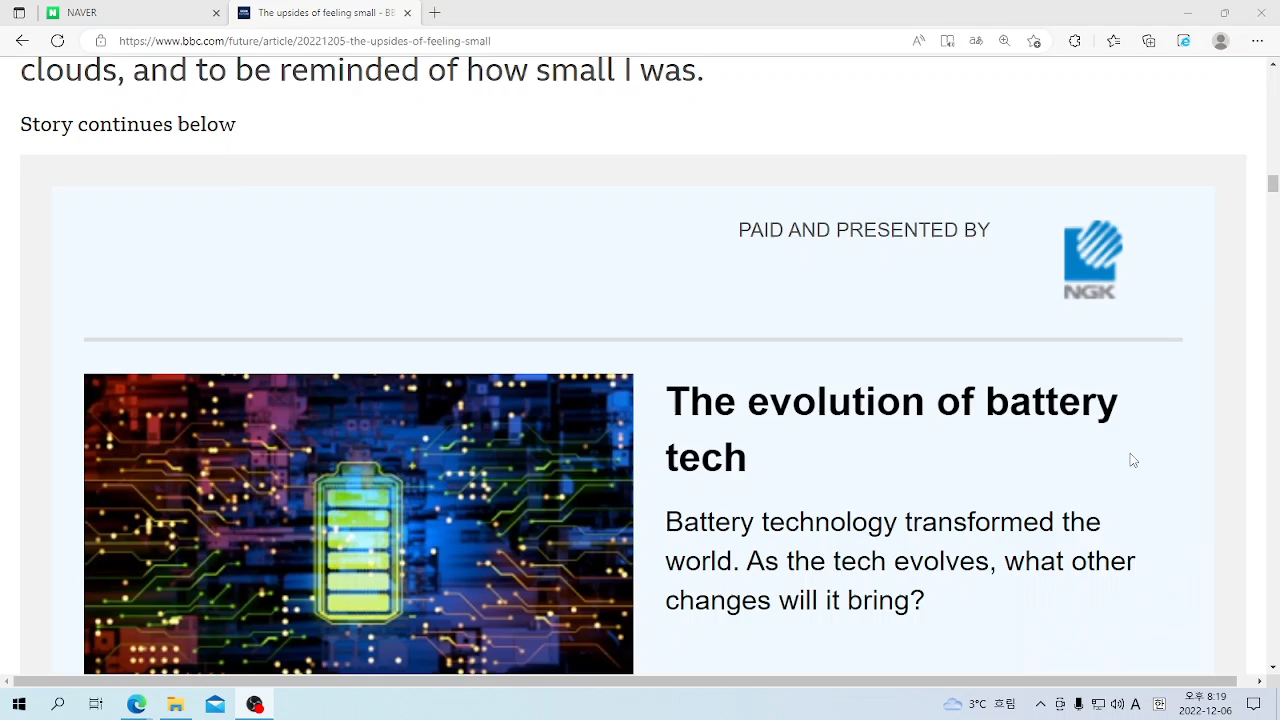 NAVER
The upsides of feeling small - BE
https://www.bbc.com/future/article/20221205-the-upsides-of-feeling-small
clouds, and to be reminded of how small I was.
Story continues below
PAID AND PRESENTED BY
NGK
The evolution of battery
tech
Battery technology transformed the
world. As the tech evolves, what other
changes will it bring?
3°C 흐림
A
오후 8:19
2022-12-06